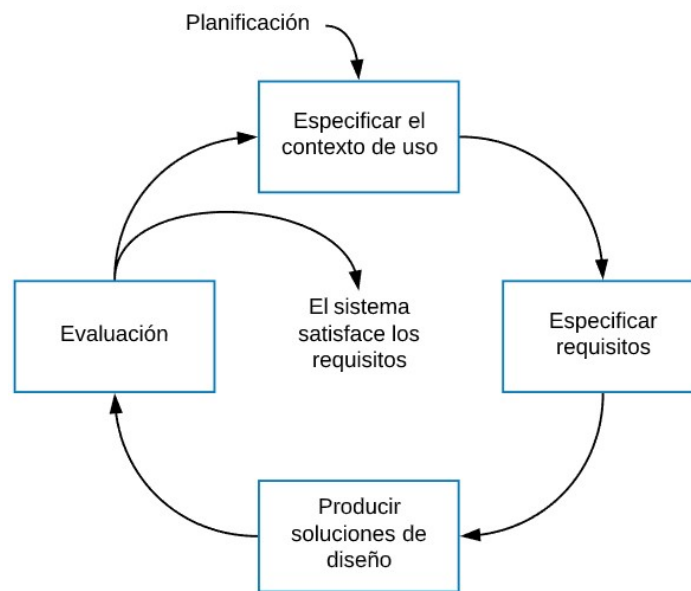 Planificación
Especificar el
contexto de uso
Evaluación
El sistema
satisface los
requisitos
Especificar
requisitos
Producir
soluciones de
diseño